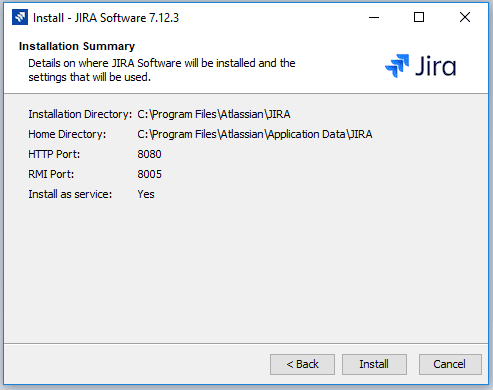 Install - JIRA Software 7.12.3
Installation Summary
Details on where JIRA Software will be installed and the
settings that will be used.
Jira
Installation Directory: C:\Program Files\Atlassian\JIRA
Home Directory: C:\Program Files\Atlassian\Application Data\JIRA
HTTP Port: 8080
RMI Port: 8005
Install as service: Yes
< Back Install Cancel